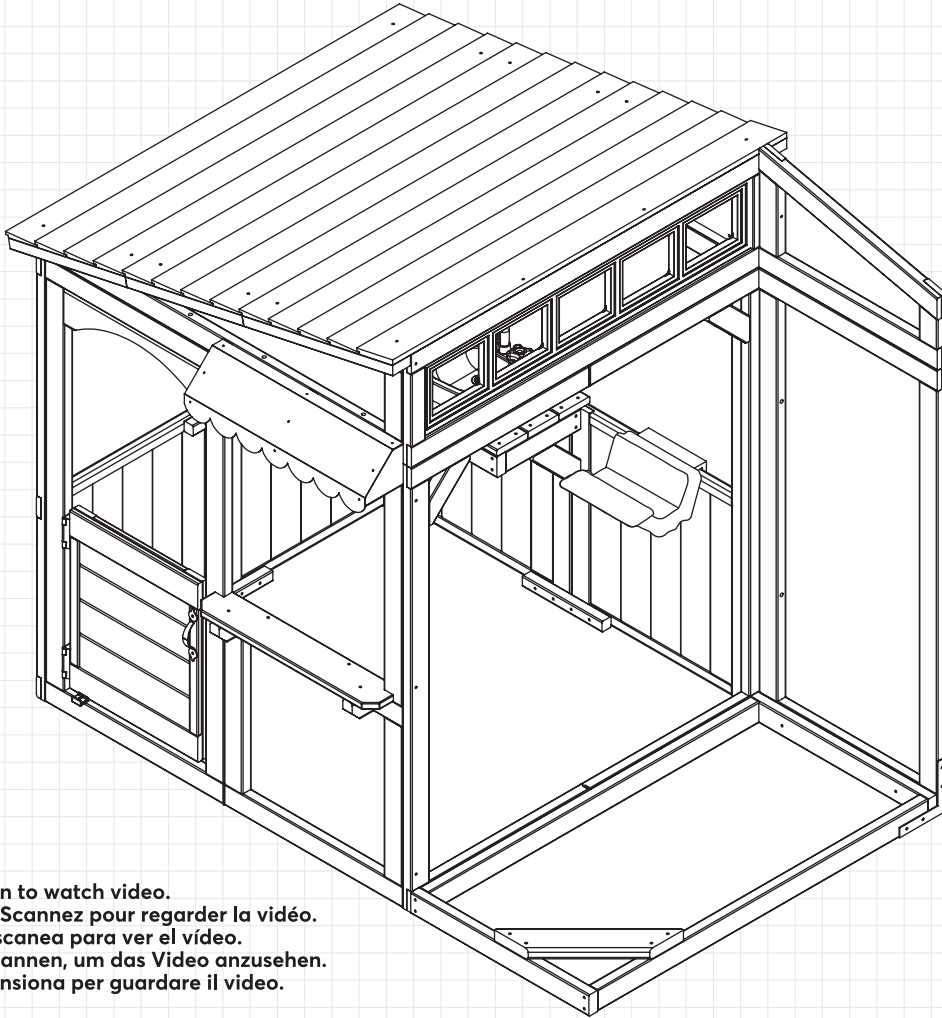 to watch video.
Scannez pour regarder la vidéo.
para ver el vídeo.
um das Video anzusehen.
per guardare il video.